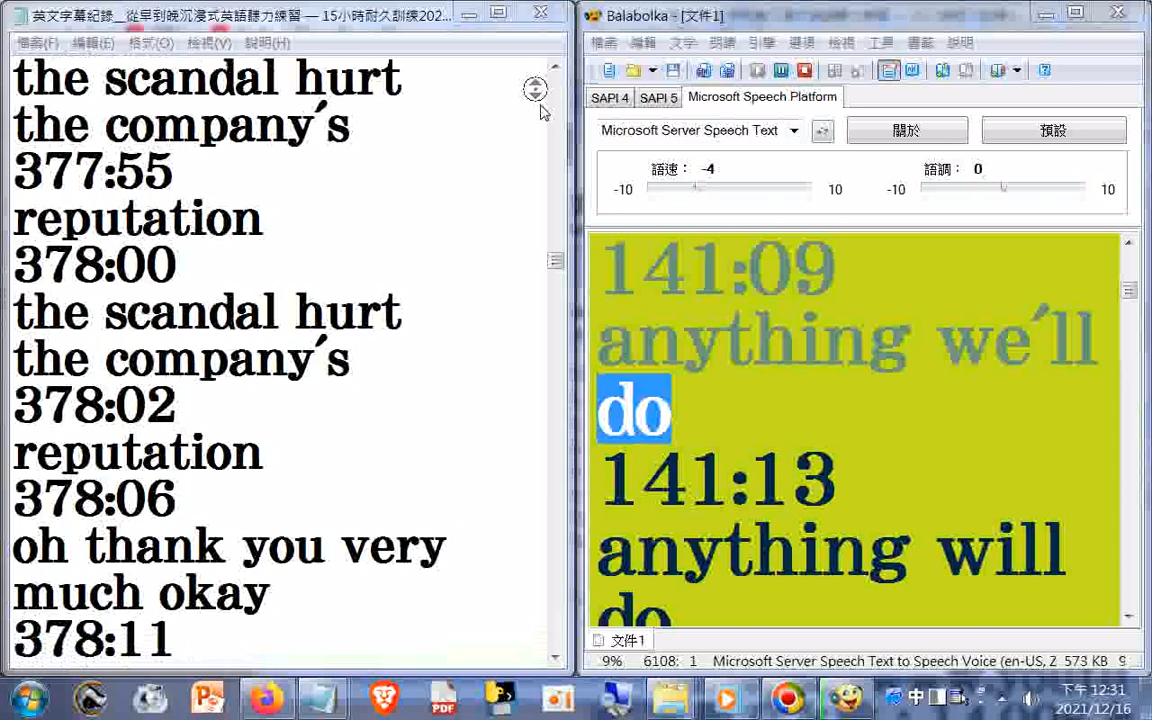 英文字幕紀錄__從早到晚沉浸式英語聽力練習 — 15小時耐久訓練202...
檔案(F) 編輯(E) 格式(O) 檢視(V) 說明(H)
the scandal hurt
the company´s
377:55
reputation
378:00
the scandal hurt
the company´s
378:02
reputation
378:06
oh thank you very
much okay
378:11
Balabolka - [文件1]
檔案 編輯 文字 朗讀 引擎 選項 檢視 工具 書籤 說明
SAPI 4 SAPI 5 Microsoft Speech Platform
Microsoft Server Speech Text 關於 預設
語速： -4 語調： 0
-10 10 -10 10
141:09
anything we´ll
do
141:13
anything will
do
文件1
9% 6108: 1 Microsoft Server Speech Text to Speech Voice (en-US, Z 573 KB 9
中 下午 12:31
2021/12/16